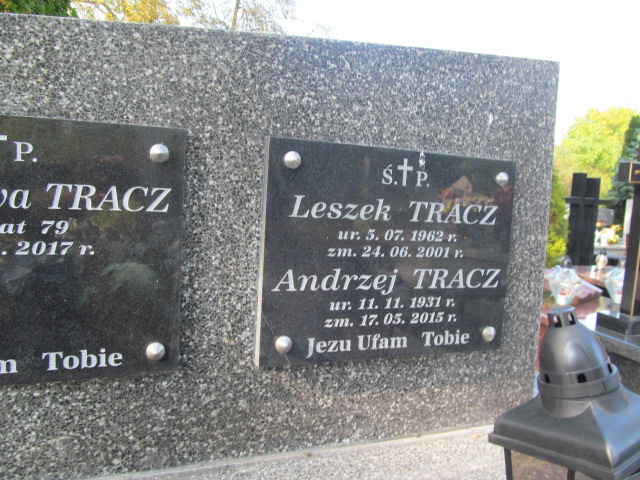 P.
TRACZ
at 79
2017 r.
m Tobie
Ś.†P.
Leszek TRACZ
ur. 5. 07. 1962 r.
zm. 24. 06. 2001 r.
Andrzej TRACZ
ur. 11. 11. 1931 r.
zm. 17. 05. 2015 r.
Jezu Ufam Tobie